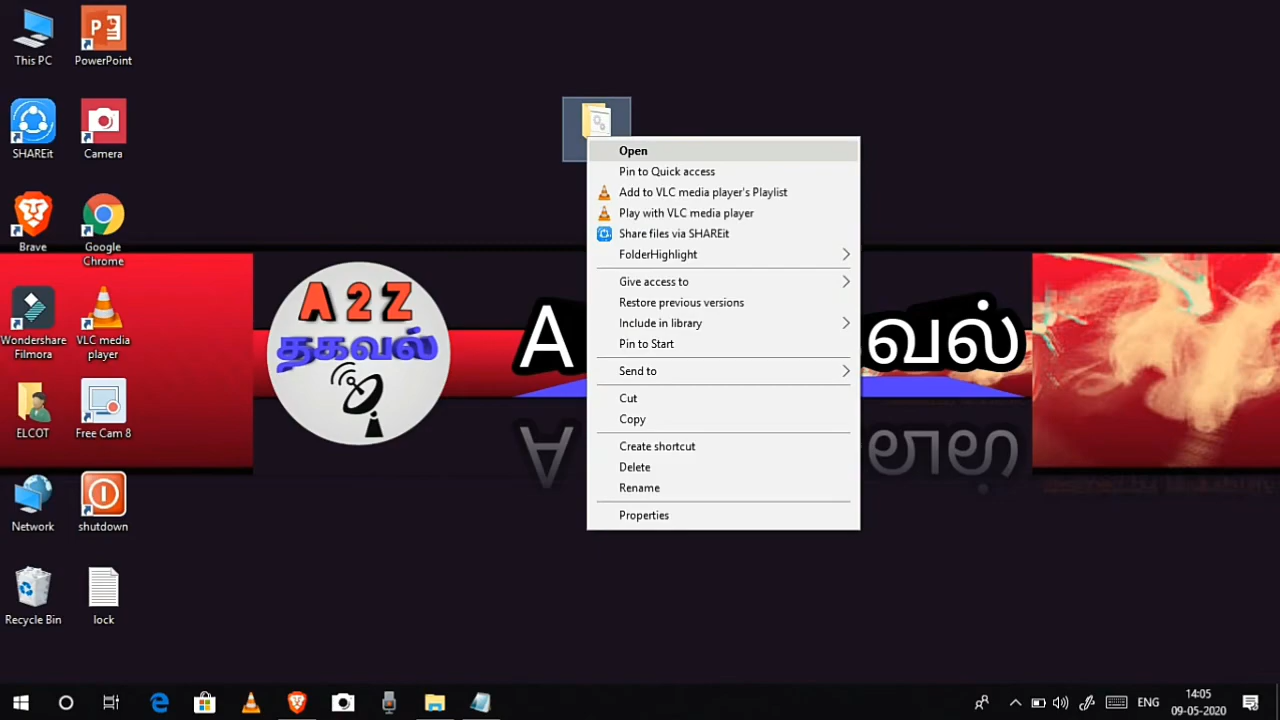 This PC
PowerPoint
SHAREit
Camera
Brave
Google
Chrome
Wondershare
Filmora
VLC media
player
ELCOT
Free Cam 8
Network
shutdown
Recycle Bin
lock
A 2 Z
தகவல்
A
வல்
Open
Pin to Quick access
Add to VLC media player's Playlist
Play with VLC media player
Share files via SHAREit
FolderHighlight
Give access to
Restore previous versions
Include in library
Pin to Start
Send to
Cut
Copy
Create shortcut
Delete
Rename
Properties
ENG
14:05
09-05-2020